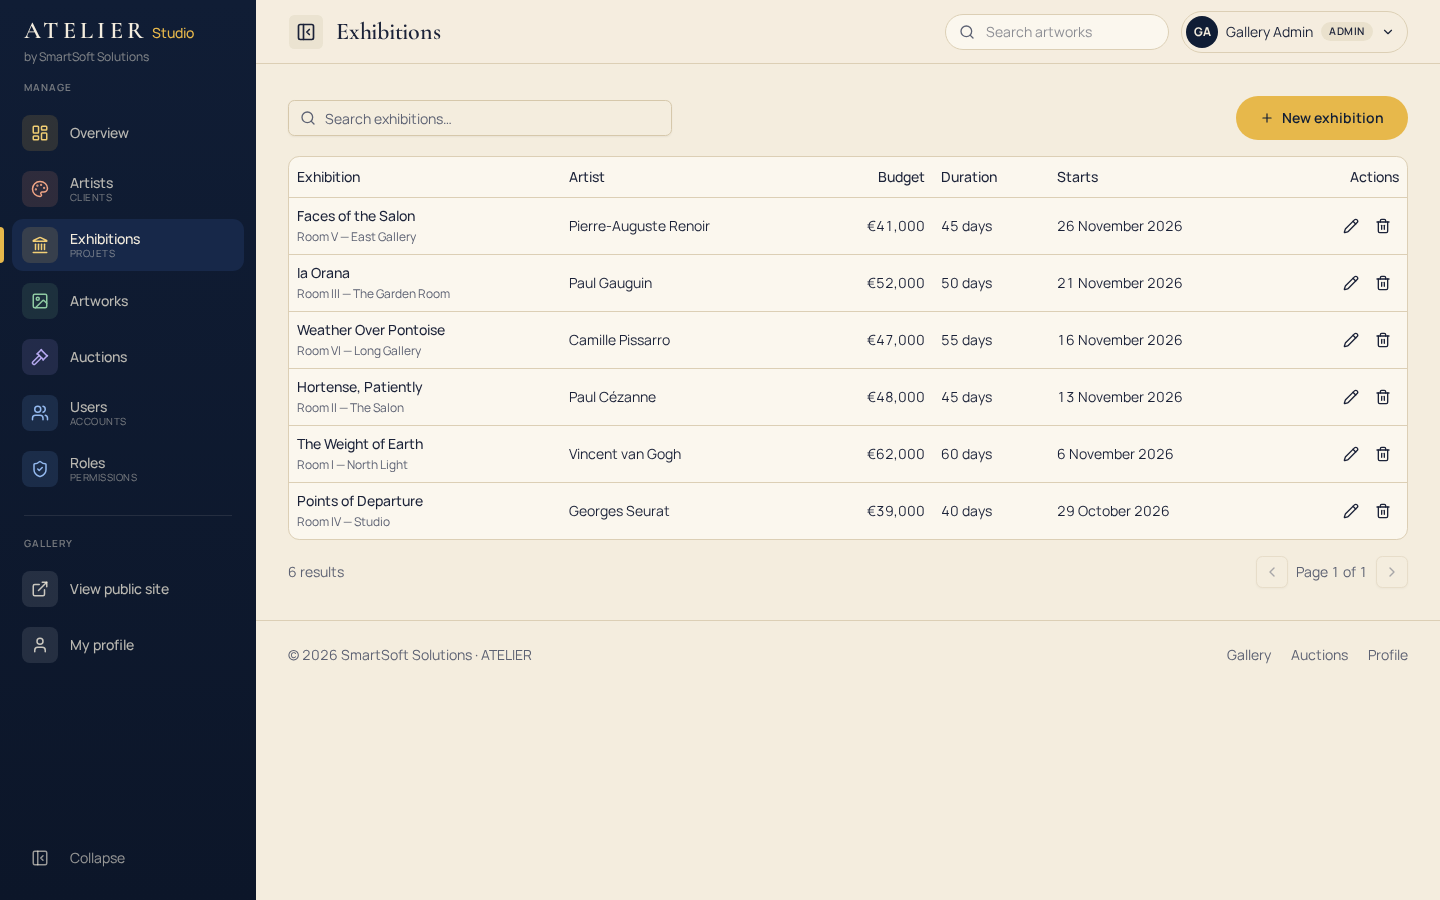 ATELIER Studio
by SmartSoft Solutions
MANAGE
Overview
Artists
CLIENTS
Exhibitions
PROJETS
Artworks
Auctions
Users
ACCOUNTS
Roles
PERMISSIONS
GALLERY
View public site
My profile
Collapse
Exhibitions
Search artworks
GA Gallery Admin ADMIN
Search exhibitions...
New exhibition
Exhibition Artist Budget Duration Starts Actions
Faces of the Salon
Room V — East Gallery
Pierre-Auguste Renoir €41,000 45 days 26 November 2026
Ia Orana
Room III — The Garden Room
Paul Gauguin €52,000 50 days 21 November 2026
Weather Over Pontoise
Room VI — Long Gallery
Camille Pissarro €47,000 55 days 16 November 2026
Hortense, Patiently
Room II — The Salon
Paul Cézanne €48,000 45 days 13 November 2026
The Weight of Earth
Room I — North Light
Vincent van Gogh €62,000 60 days 6 November 2026
Points of Departure
Room IV — Studio
Georges Seurat €39,000 40 days 29 October 2026
6 results
Page 1 of 1
© 2026 SmartSoft Solutions · ATELIER
Gallery Auctions Profile